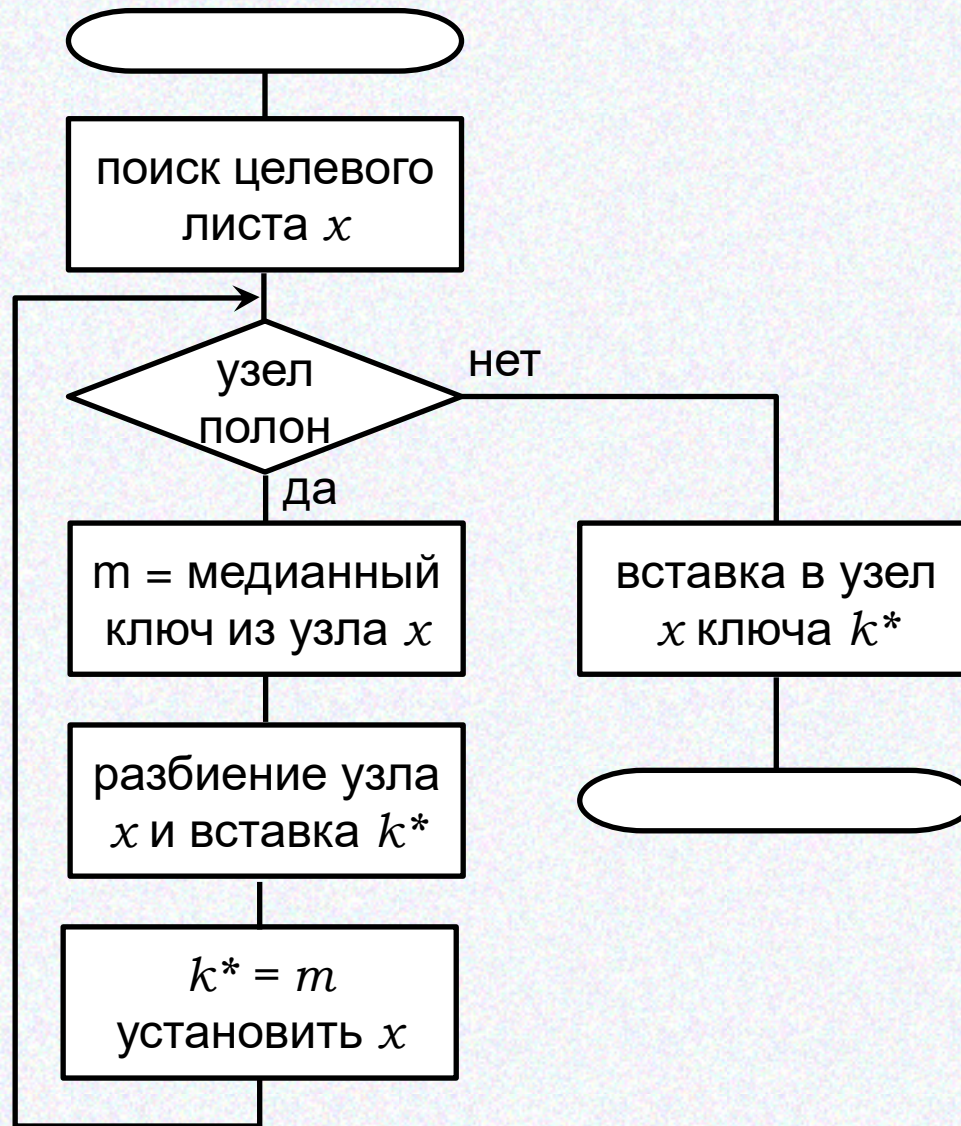 поиск целевого
листа x
узел
полон
нет
да
m = медианный
ключ из узла x
вставка в узел
x ключа k*
разбиение узла
x и вставка k*
k* = m
установить x